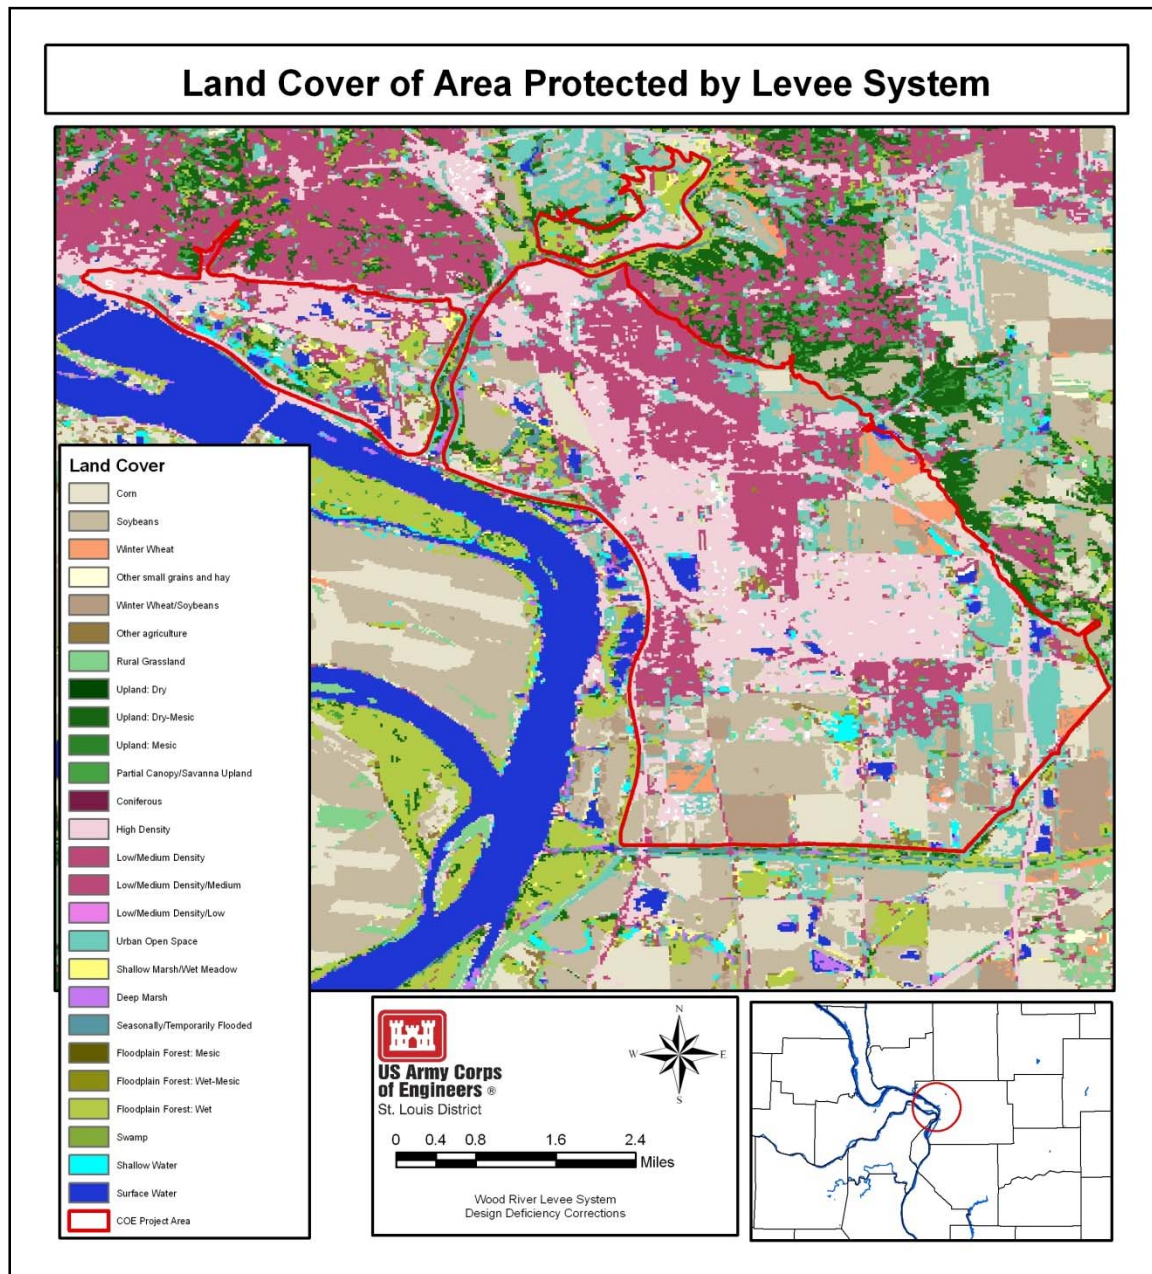 Land Cover of Area Protected by Levee System
Land Cover
Corn
Soybeans
Winter Wheat
Other small grains and hay
Winter Wheat/Soybeans
Other agriculture
Rural Grassland
Upland: Dry
Upland: Dry-Mesic
Upland: Mesic
Partial Canopy/Savanna Upland
Coniferous
High Density
Low/Medium Density
Low/Medium Density/Medium
Low/Medium Density/Low
Urban Open Space
Shallow Marsh/Wet Meadow
Deep Marsh
Seasonally/Temporarily Flooded
Floodplain Forest: Mesic
Floodplain Forest: Wet-Mesic
Floodplain Forest: Wet
Swamp
Shallow Water
Surface Water
COE Project Area
US Army Corps
of Engineers ®
St. Louis District
N
W E
S
0 0.4 0.8 1.6 2.4
Miles
Wood River Levee System
Design Deficiency Corrections